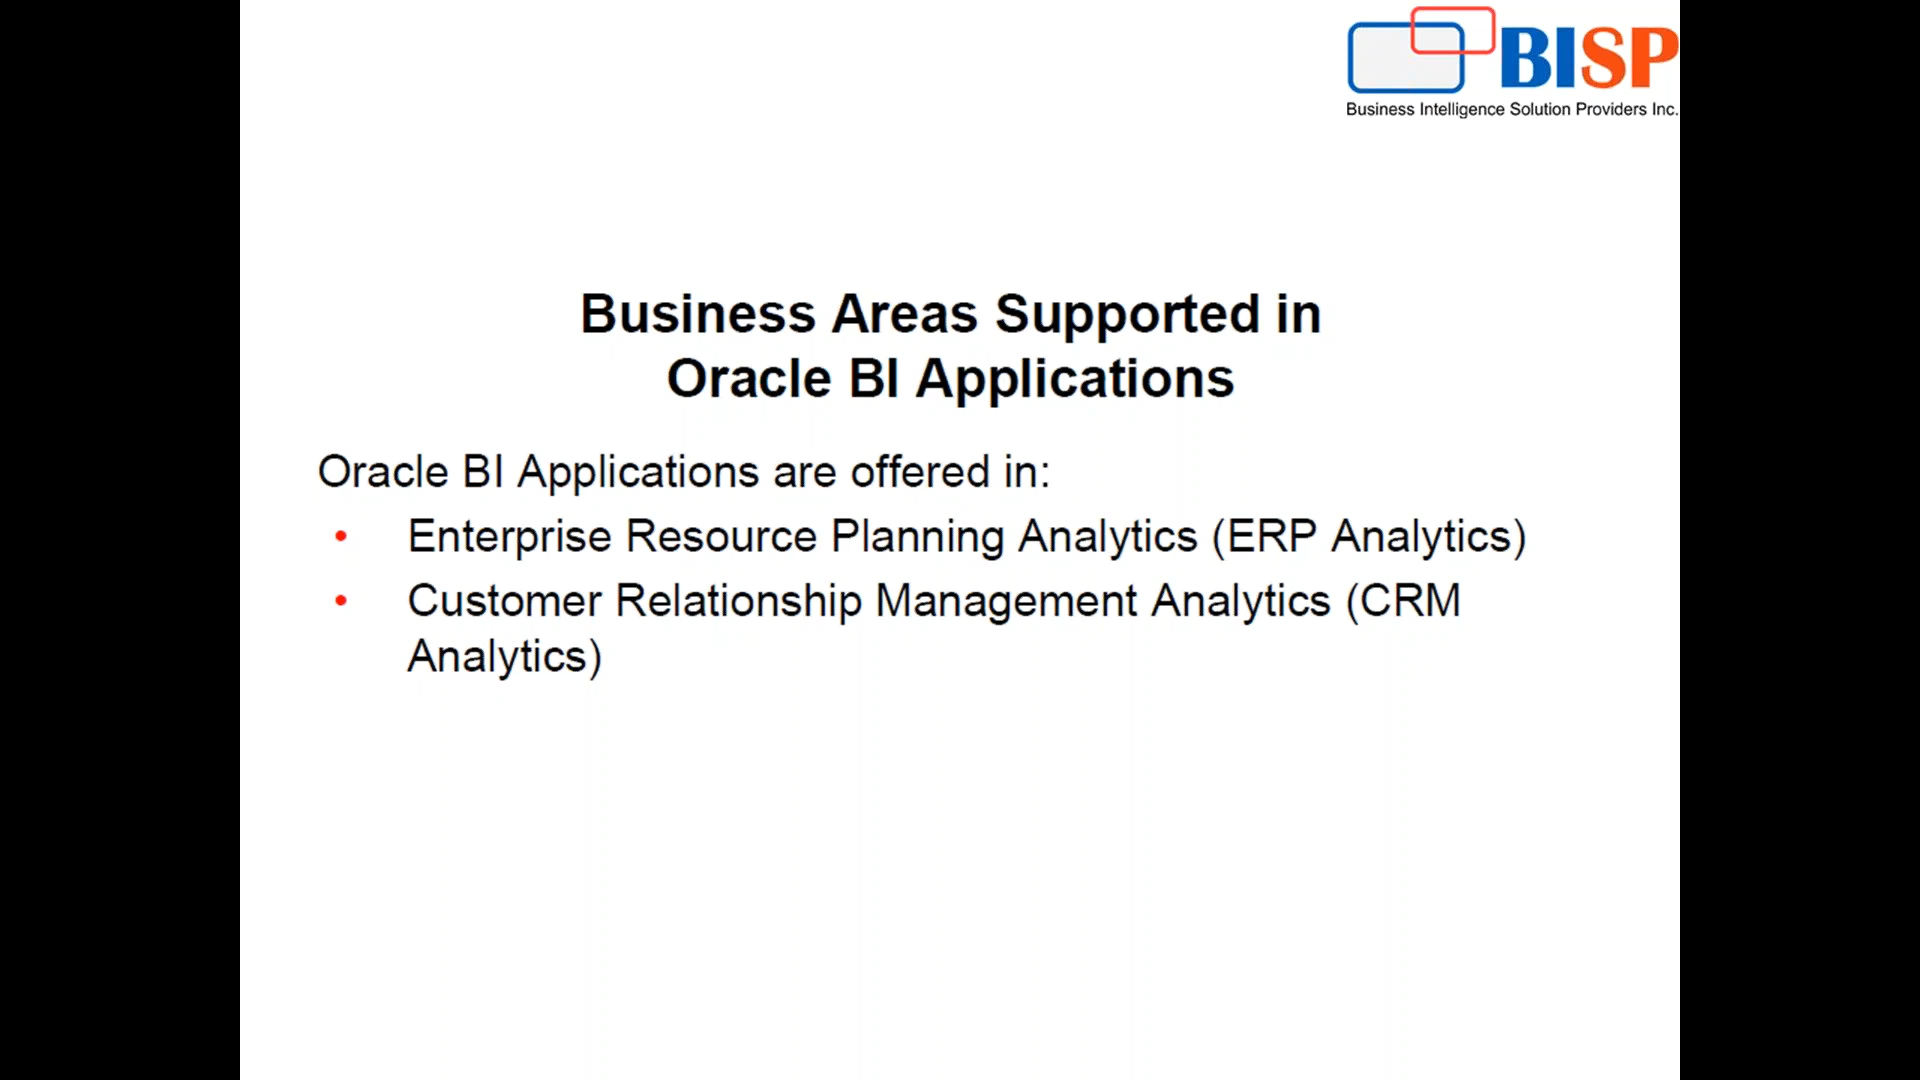 BISP
Business Intelligence Solution Providers Inc.
Business Areas Supported in
Oracle BI Applications
Oracle BI Applications are offered in:
• Enterprise Resource Planning Analytics (ERP Analytics)
• Customer Relationship Management Analytics (CRM
Analytics)